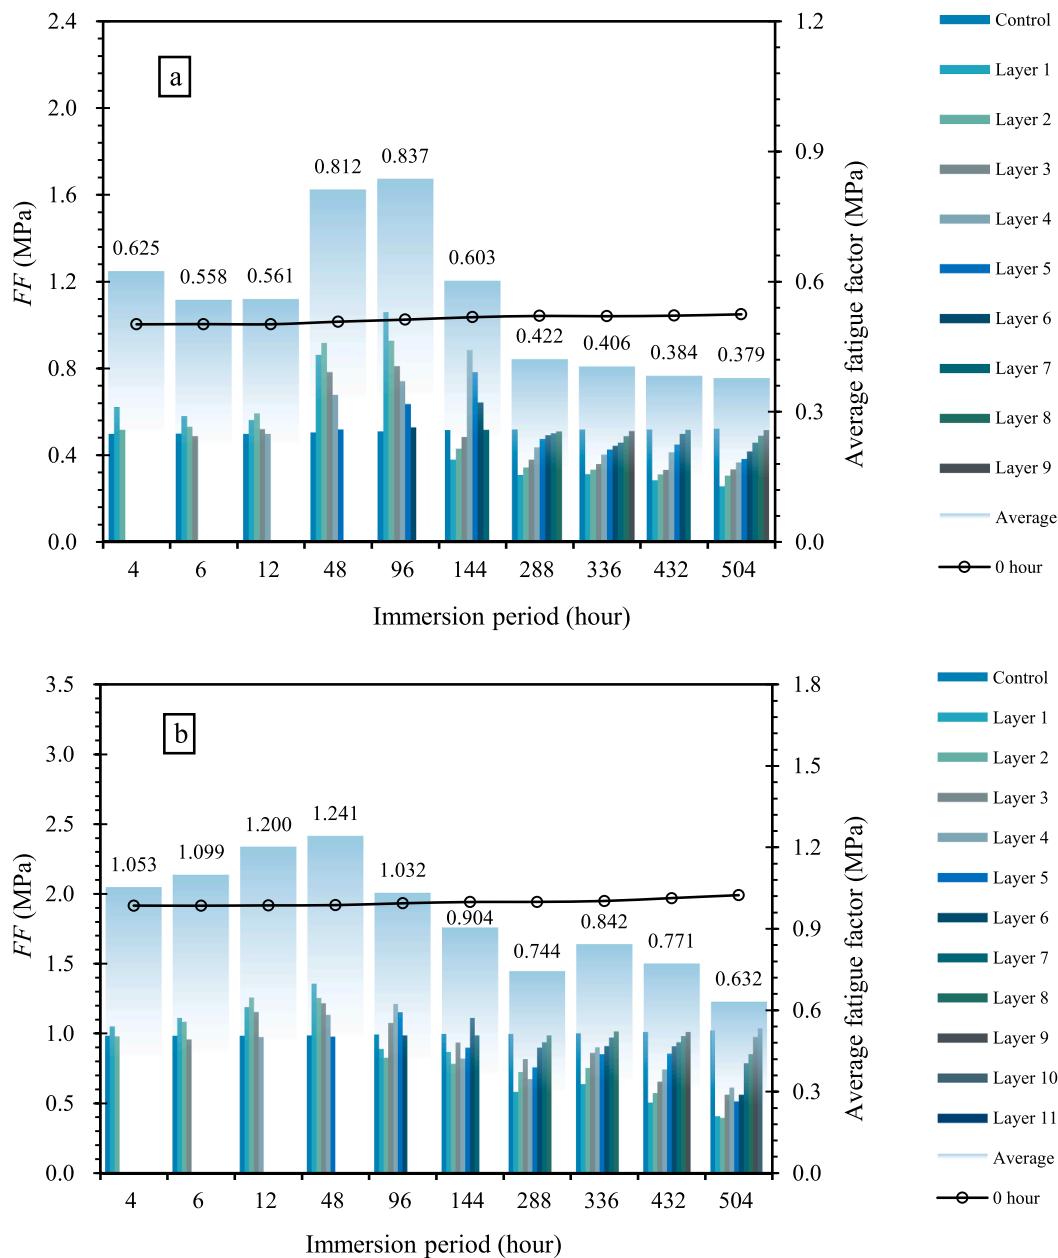 a
FF (MPa)
2.4
2.0
1.6
1.2
0.8
0.4
0.0
0.625
0.558
0.561
0.812
0.837
0.603
0.422
0.406
0.384
0.379
1.2
0.9
0.6
0.3
0.0
Average fatigue factor (MPa)
4 6 12 48 96 144 288 336 432 504
Immersion period (hour)
Control
Layer 1
Layer 2
Layer 3
Layer 4
Layer 5
Layer 6
Layer 7
Layer 8
Layer 9
Average
0 hour
b
FF (MPa)
3.5
3.0
2.5
2.0
1.5
1.0
0.5
0.0
1.053
1.099
1.200
1.241
1.032
0.904
0.744
0.842
0.771
0.632
1.8
1.5
1.2
0.9
0.6
0.3
0.0
Average fatigue factor (MPa)
4 6 12 48 96 144 288 336 432 504
Immersion period (hour)
Control
Layer 1
Layer 2
Layer 3
Layer 4
Layer 5
Layer 6
Layer 7
Layer 8
Layer 9
Layer 10
Layer 11
Average
0 hour